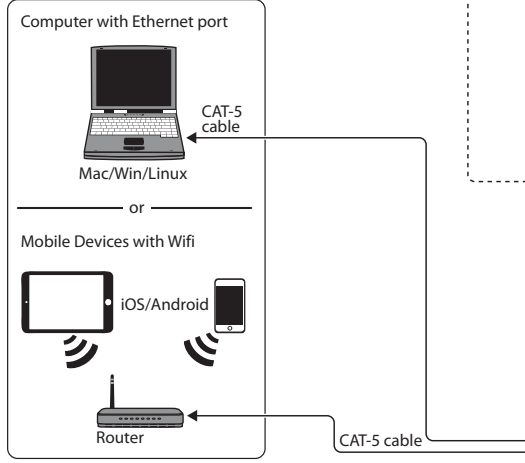 Computer with Ethernet port
CAT-5
cable
Mac/Win/Linux
or
Mobile Devices with Wifi
iOS/Android
Router
CAT-5 cable